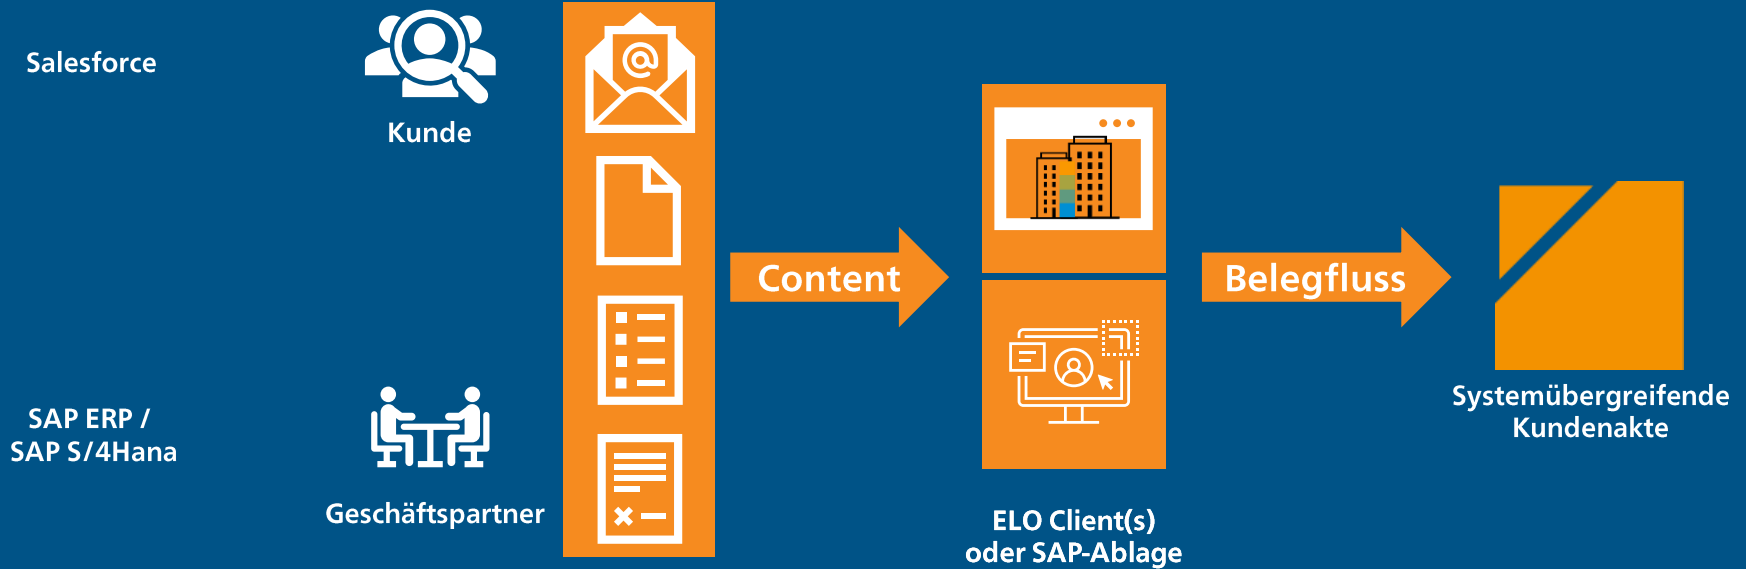 Salesforce
Kunde
SAP ERP /
SAP S/4Hana
Geschäftspartner
@
Content
ELO Client(s)
oder SAP-Ablage
Belegfluss
Systemübergreifende
Kundenakte